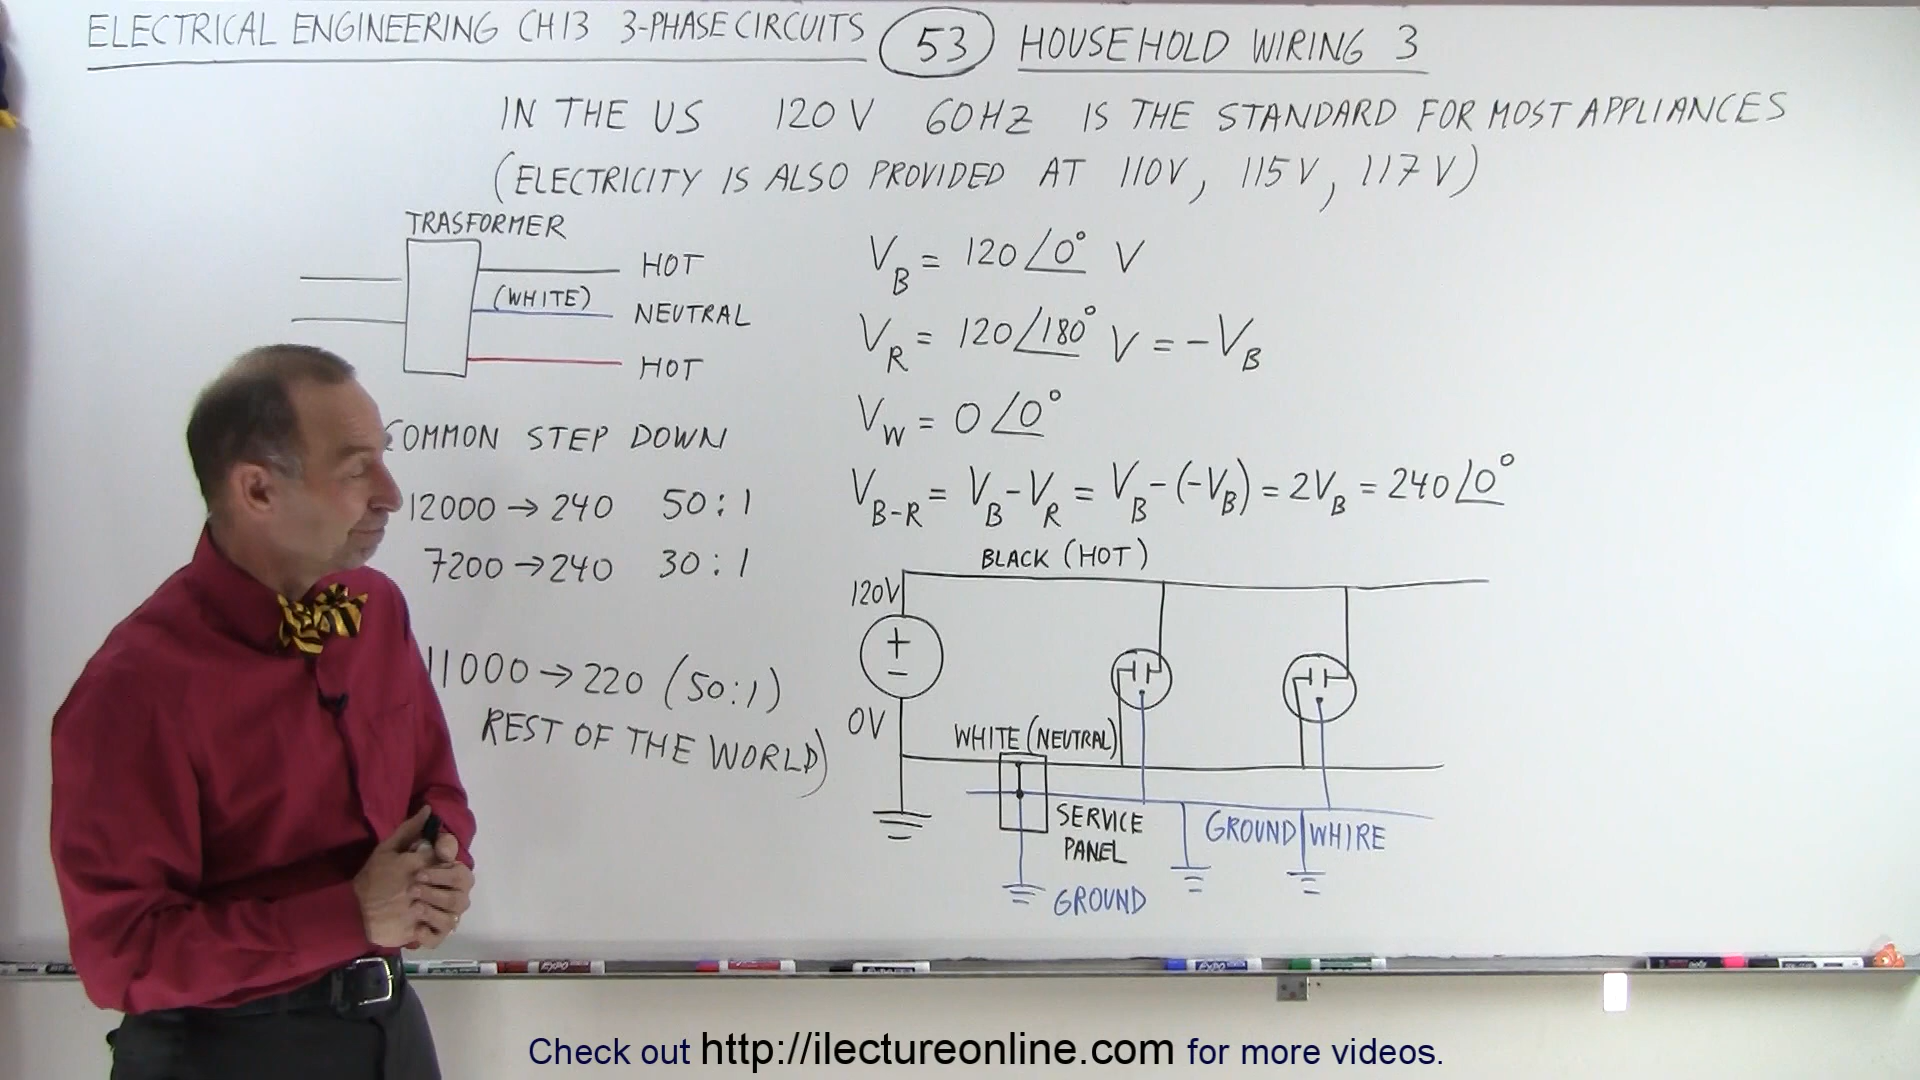 ELECTRICAL ENGINEERING CH13 3-PHASE CIRCUITS 53 HOUSEHOLD WIRING 3
IN THE US 120V 60HZ IS THE STANDARD FOR MOST APPLIANCES
(ELECTRICITY IS ALSO PROVIDED AT 110V, 115V, 117V)
TRASFORMER
HOT
(WHITE)
NEUTRAL
HOT
COMMON STEP DOWN
12000 → 240 50:1
7200 → 240 30:1
11000 → 220 (50:1)
REST OF THE WORLD)
V_B = 120∠0° V
V_R = 120∠180° V = -V_B
V_W = 0∠0°
V_B-R = V_B - V_R = V_B - (-V_B) = 2V_B = 240∠0°
BLACK (HOT)
120V
+
−
0V
WHITE (NEUTRAL)
SERVICE
PANEL
GROUND WHIRE
GROUND
EXPO
EXPO
EXPO
Check out http://ilectureonline.com for more videos.